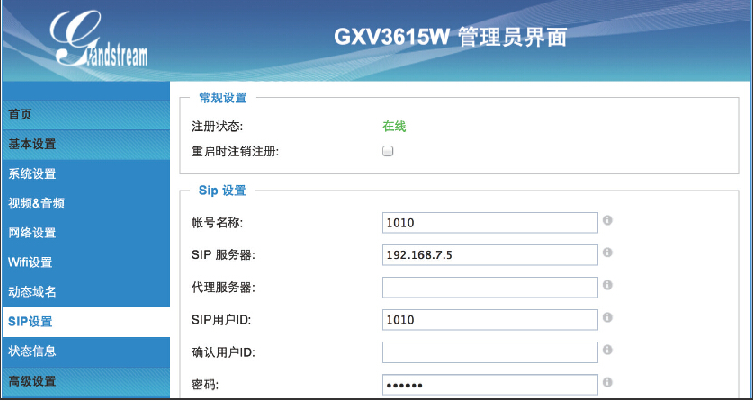 Grandstream
GXV3615W 管理员界面
首页
基本设置
系统设置
视频&音频
网络设置
Wifi设置
动态域名
SIP设置
状态信息
高级设置
常规设置
注册状态: 在线
重启时注销注册:
Sip 设置
帐号名称: 1010
SIP 服务器: 192.168.7.5
代理服务器:
SIP用户ID: 1010
确认用户ID:
密码: ••••••